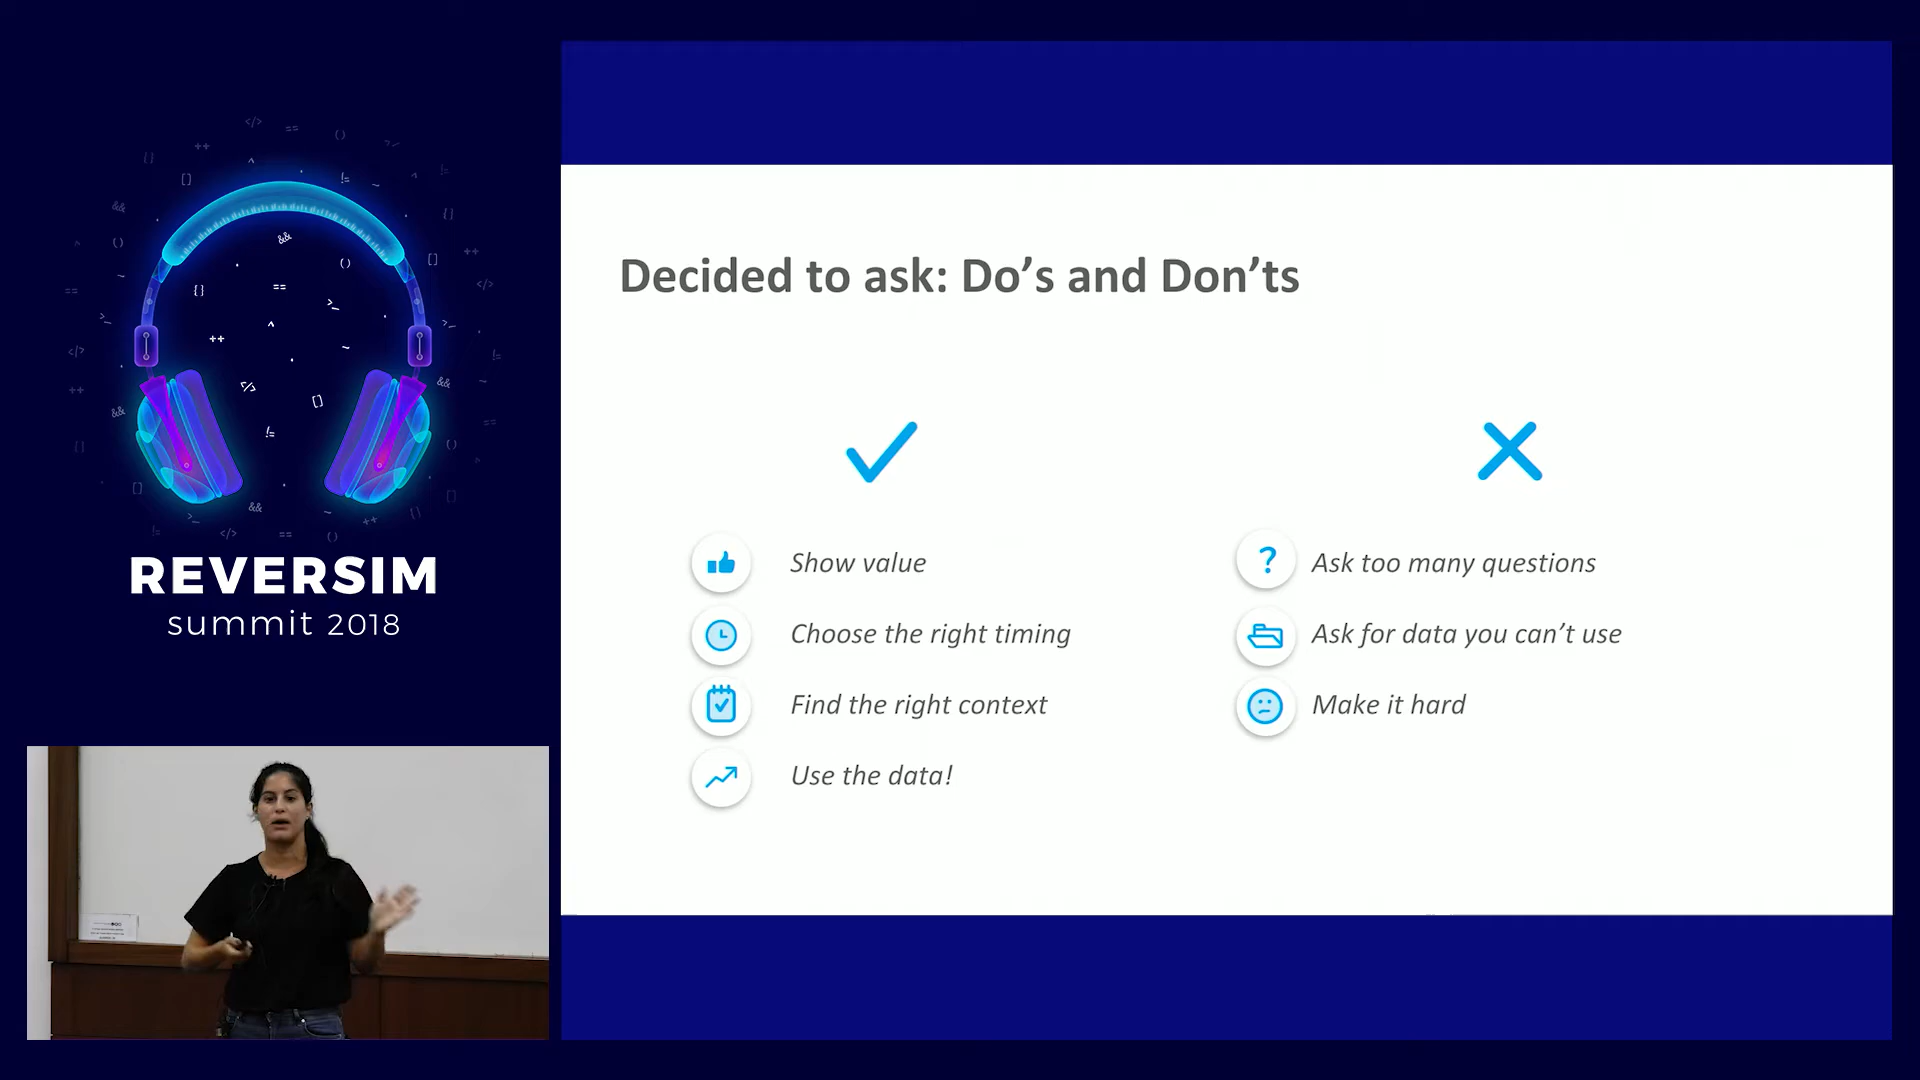 REVERSIM
summit 2018
Decided to ask: Do’s and Don’ts
Show value
Choose the right timing
Find the right context
Use the data!
Ask too many questions
Ask for data you can’t use
Make it hard